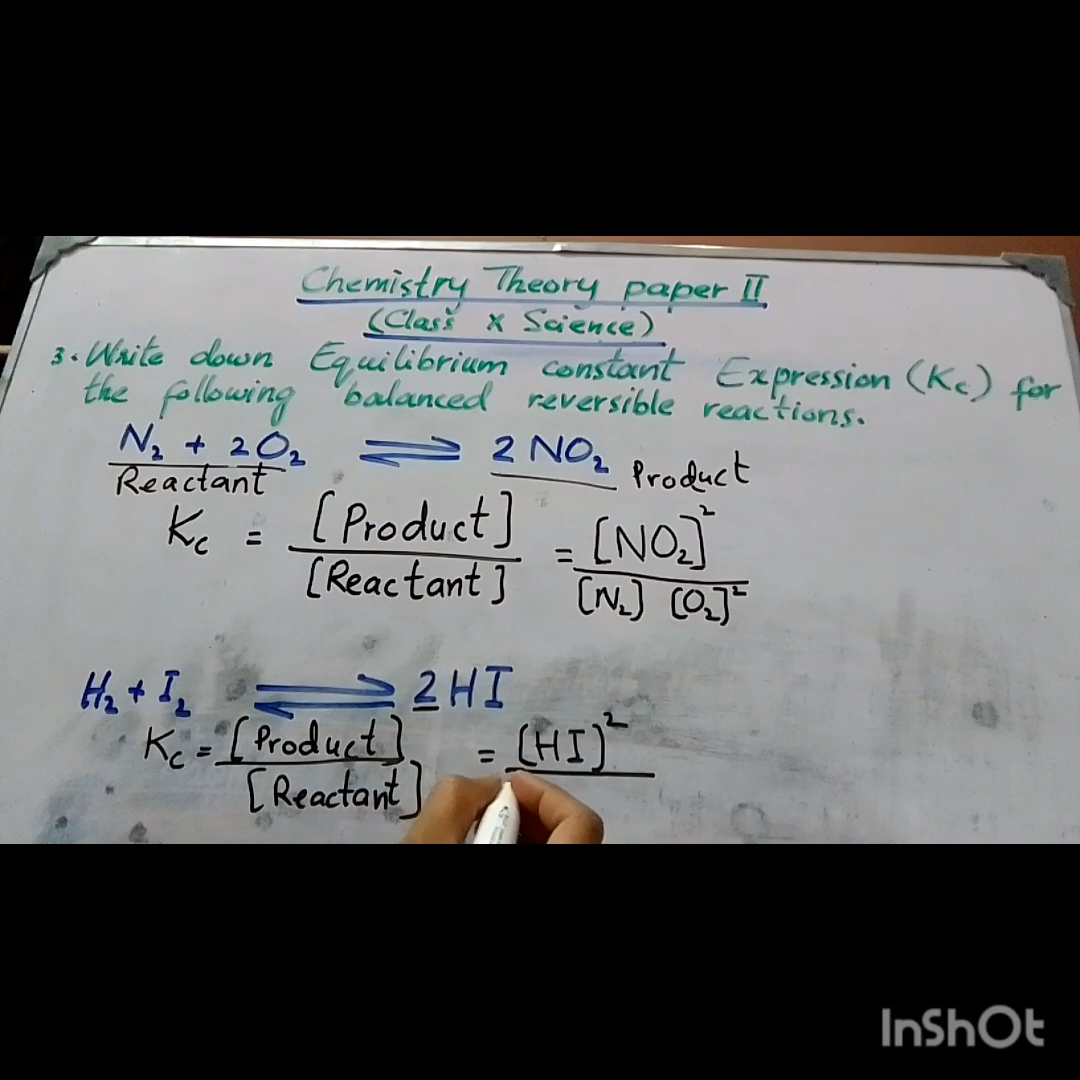 Chemistry Theory paper II
(Class X Science)
3. Write down Equilibrium constant Expression (Kc) for
the following balanced reversible reactions.
N₂ + 2O₂ ⇌ 2NO₂ Product
Reactant
Kc = [Product] / [Reactant] = [NO₂]² / [N₂] [O₂]²
H₂ + I₂ ⇌ 2HI
Kc = [Product] / [Reactant] = [HI]²
InShOt